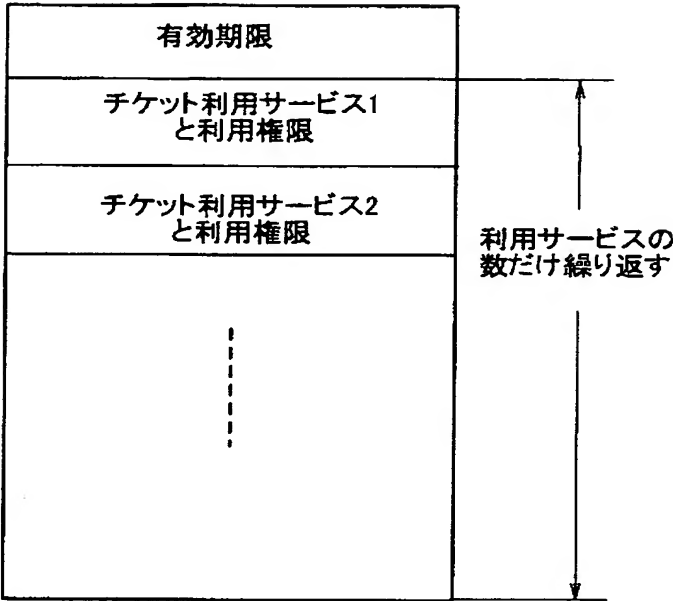 有効期限
チケット利用サービス1
と利用権限
チケット利用サービス2
と利用権限
利用サービスの
数だけ繰り返す